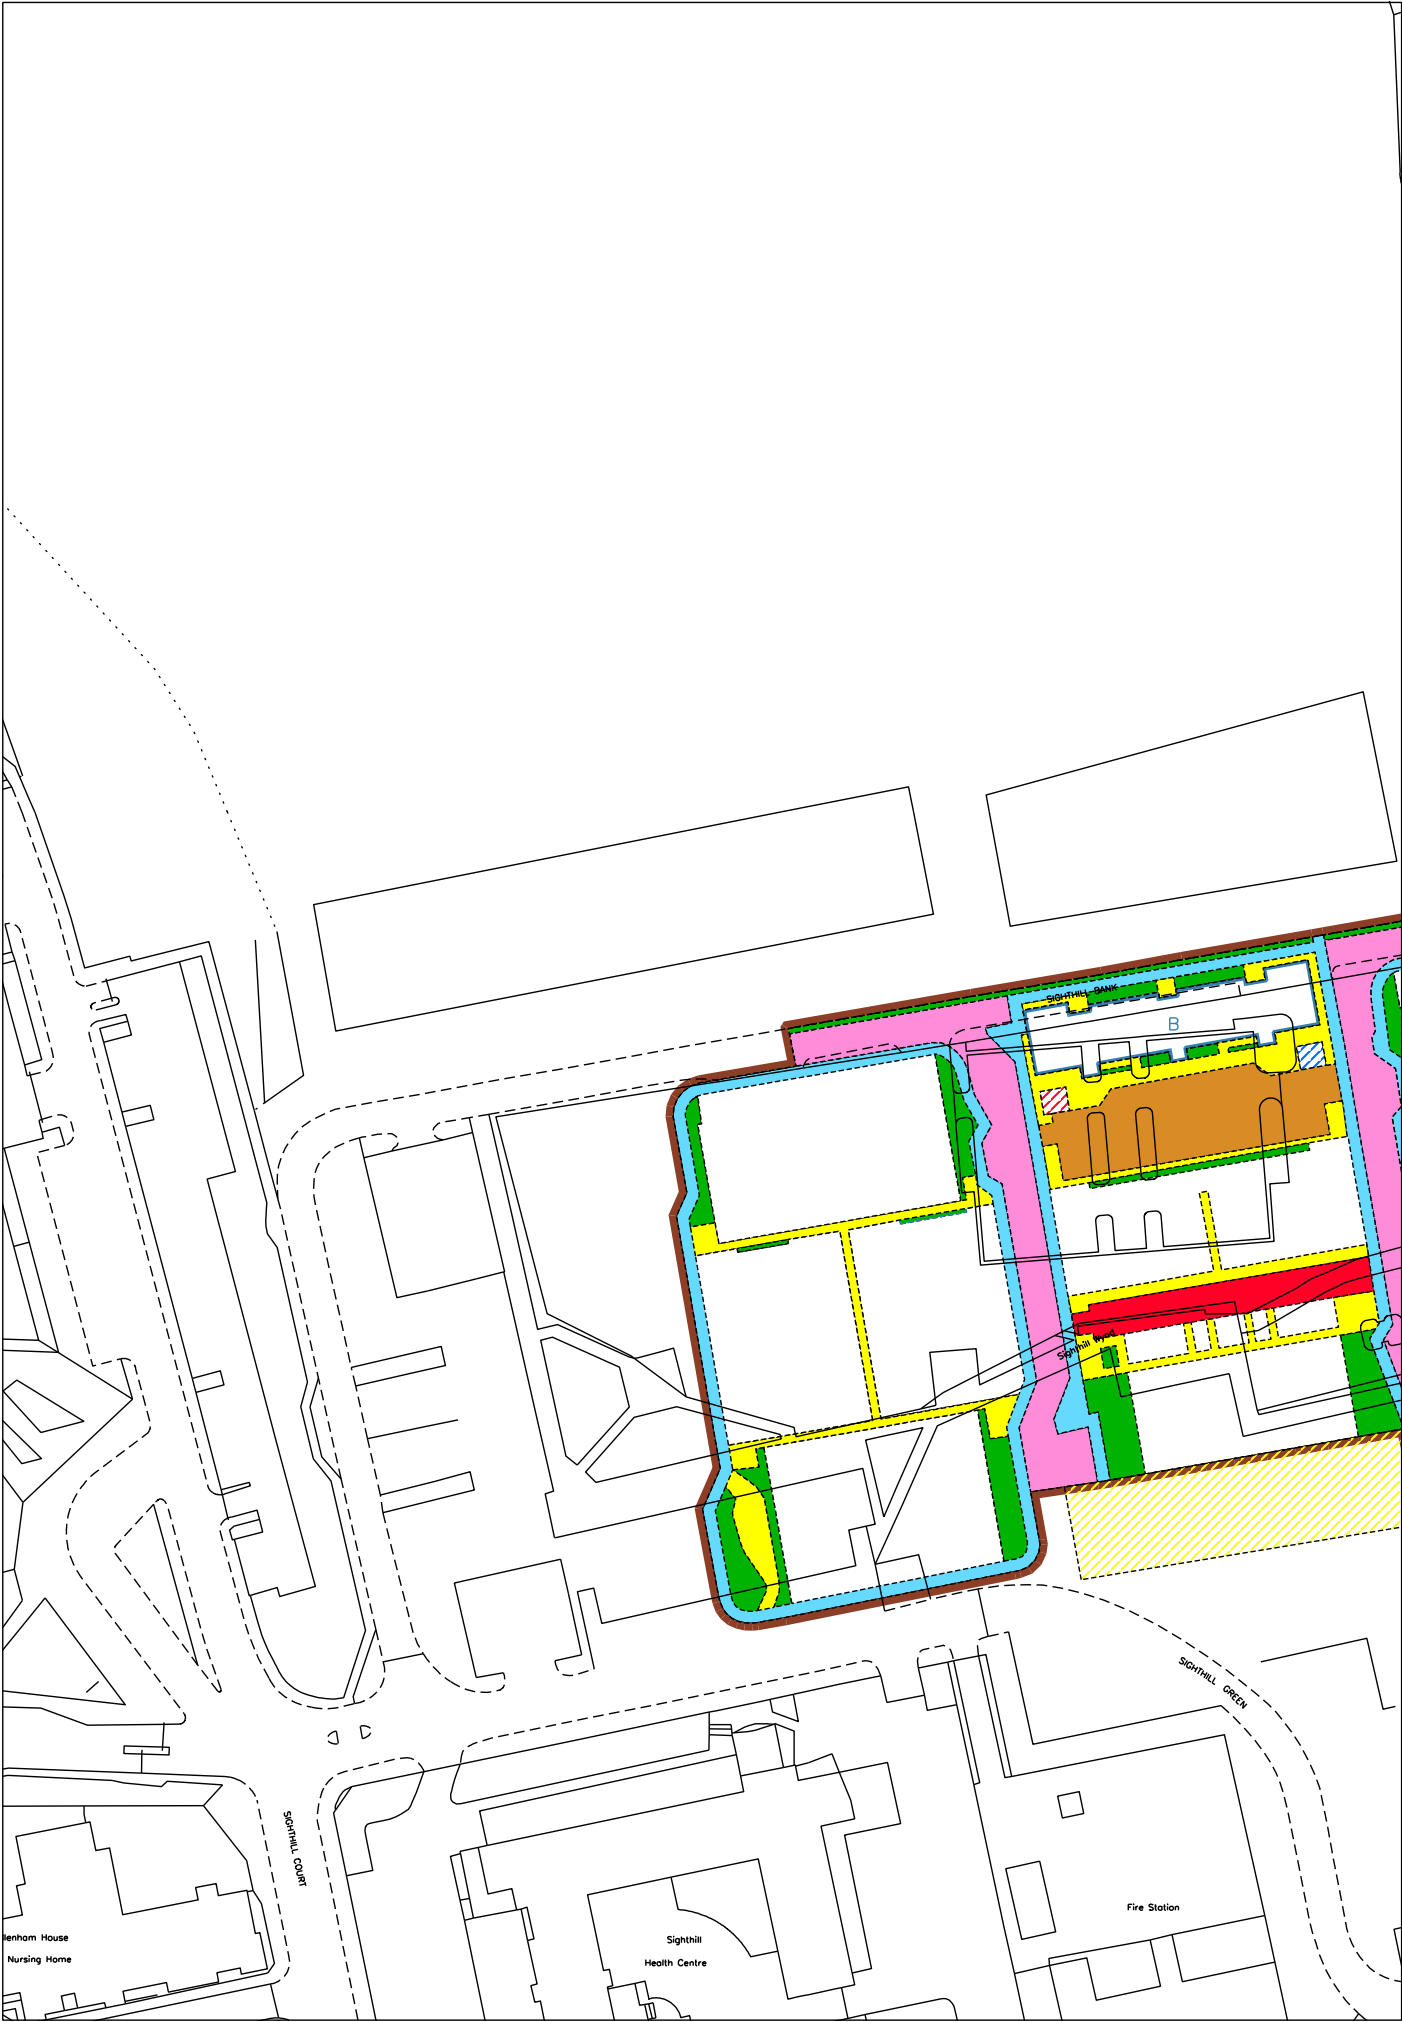 SIGHTHILL BANK
B
Sighthill Wynd
SIGHTHILL GREEN
SIGHTHILL COURT
Fire Station
lenham House
Nursing Home
Sighthill
Health Centre